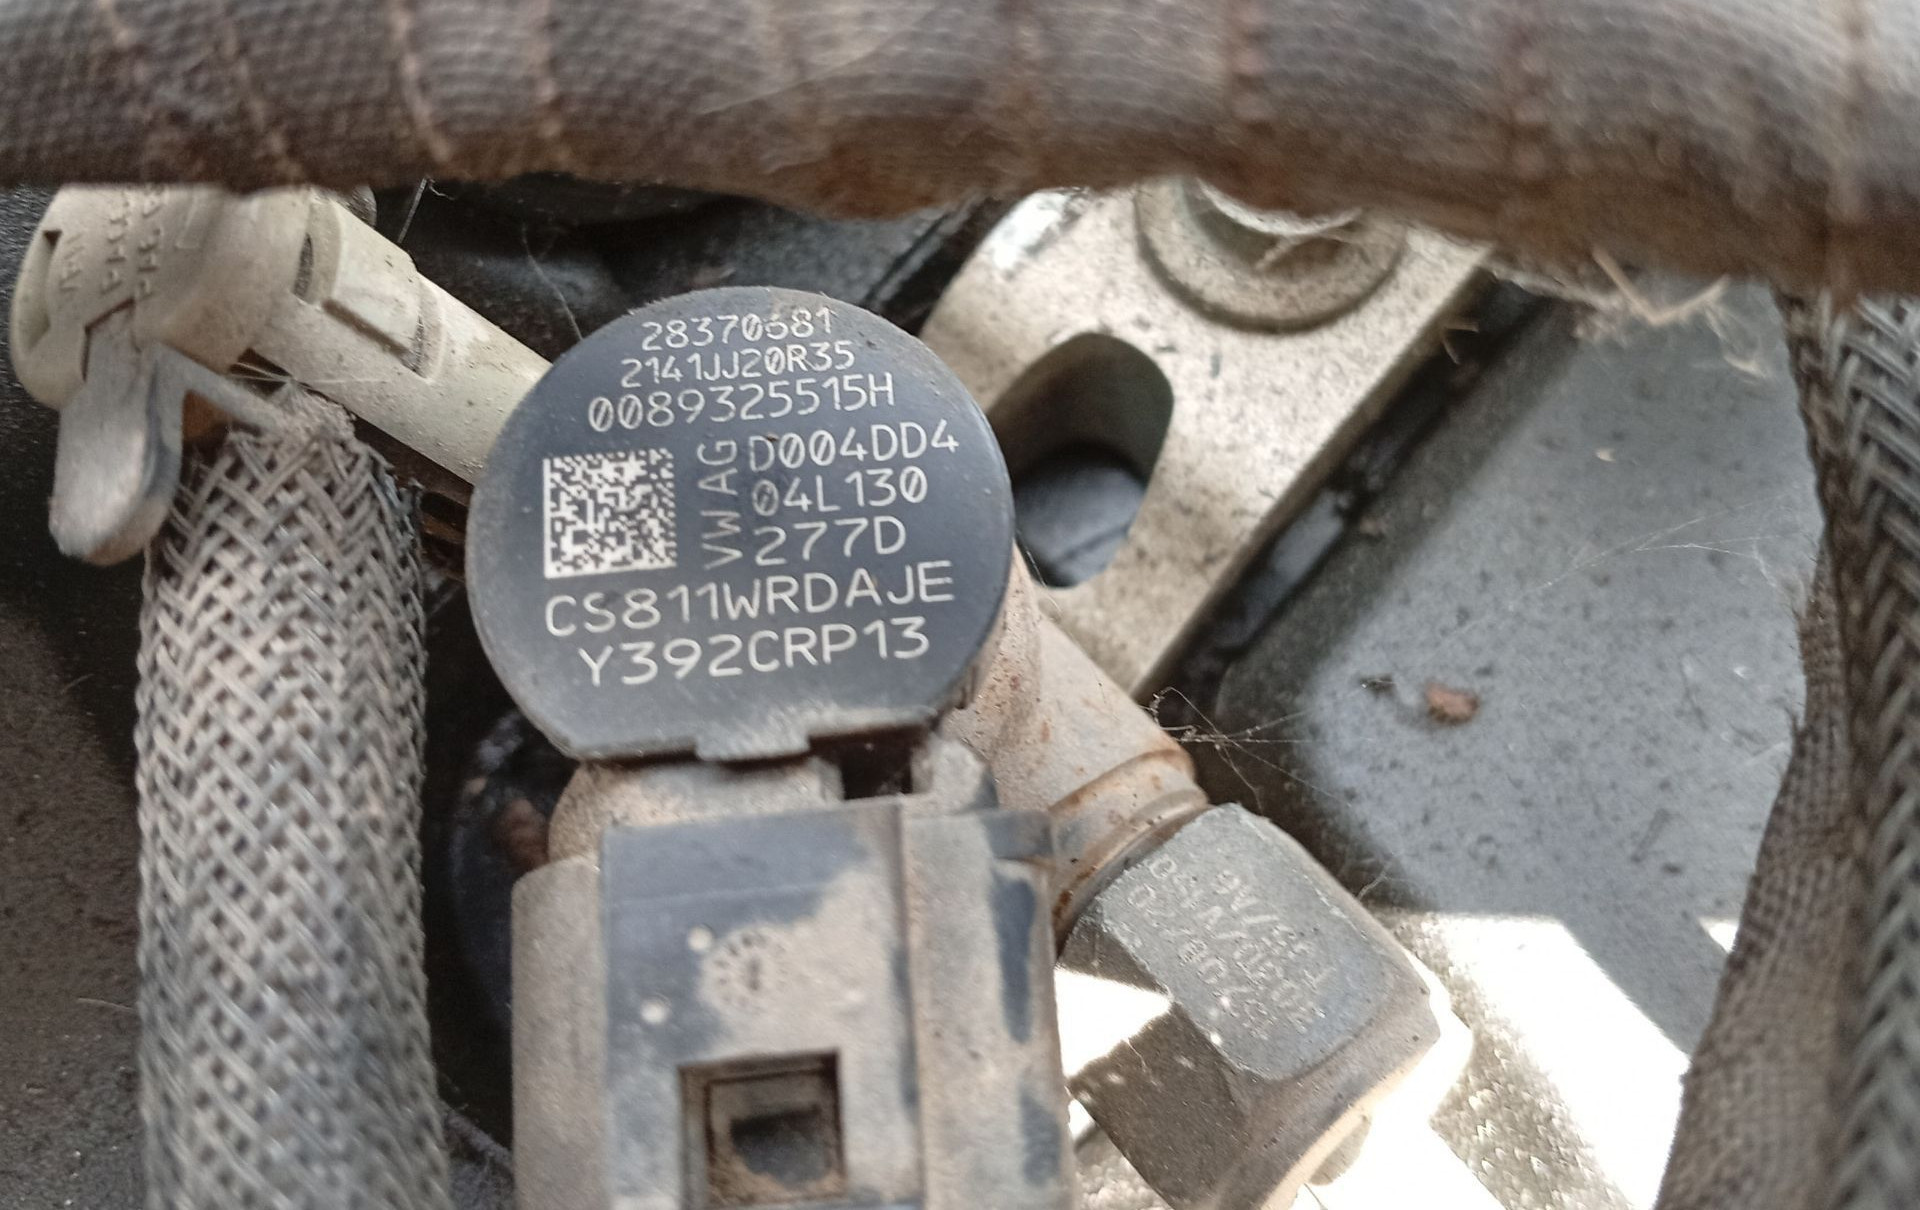 28370681
2141JJ20R35
0089325515H
VW AG
D004DD4
04L130
277D
CS811WRDAJE
Y392CRP13